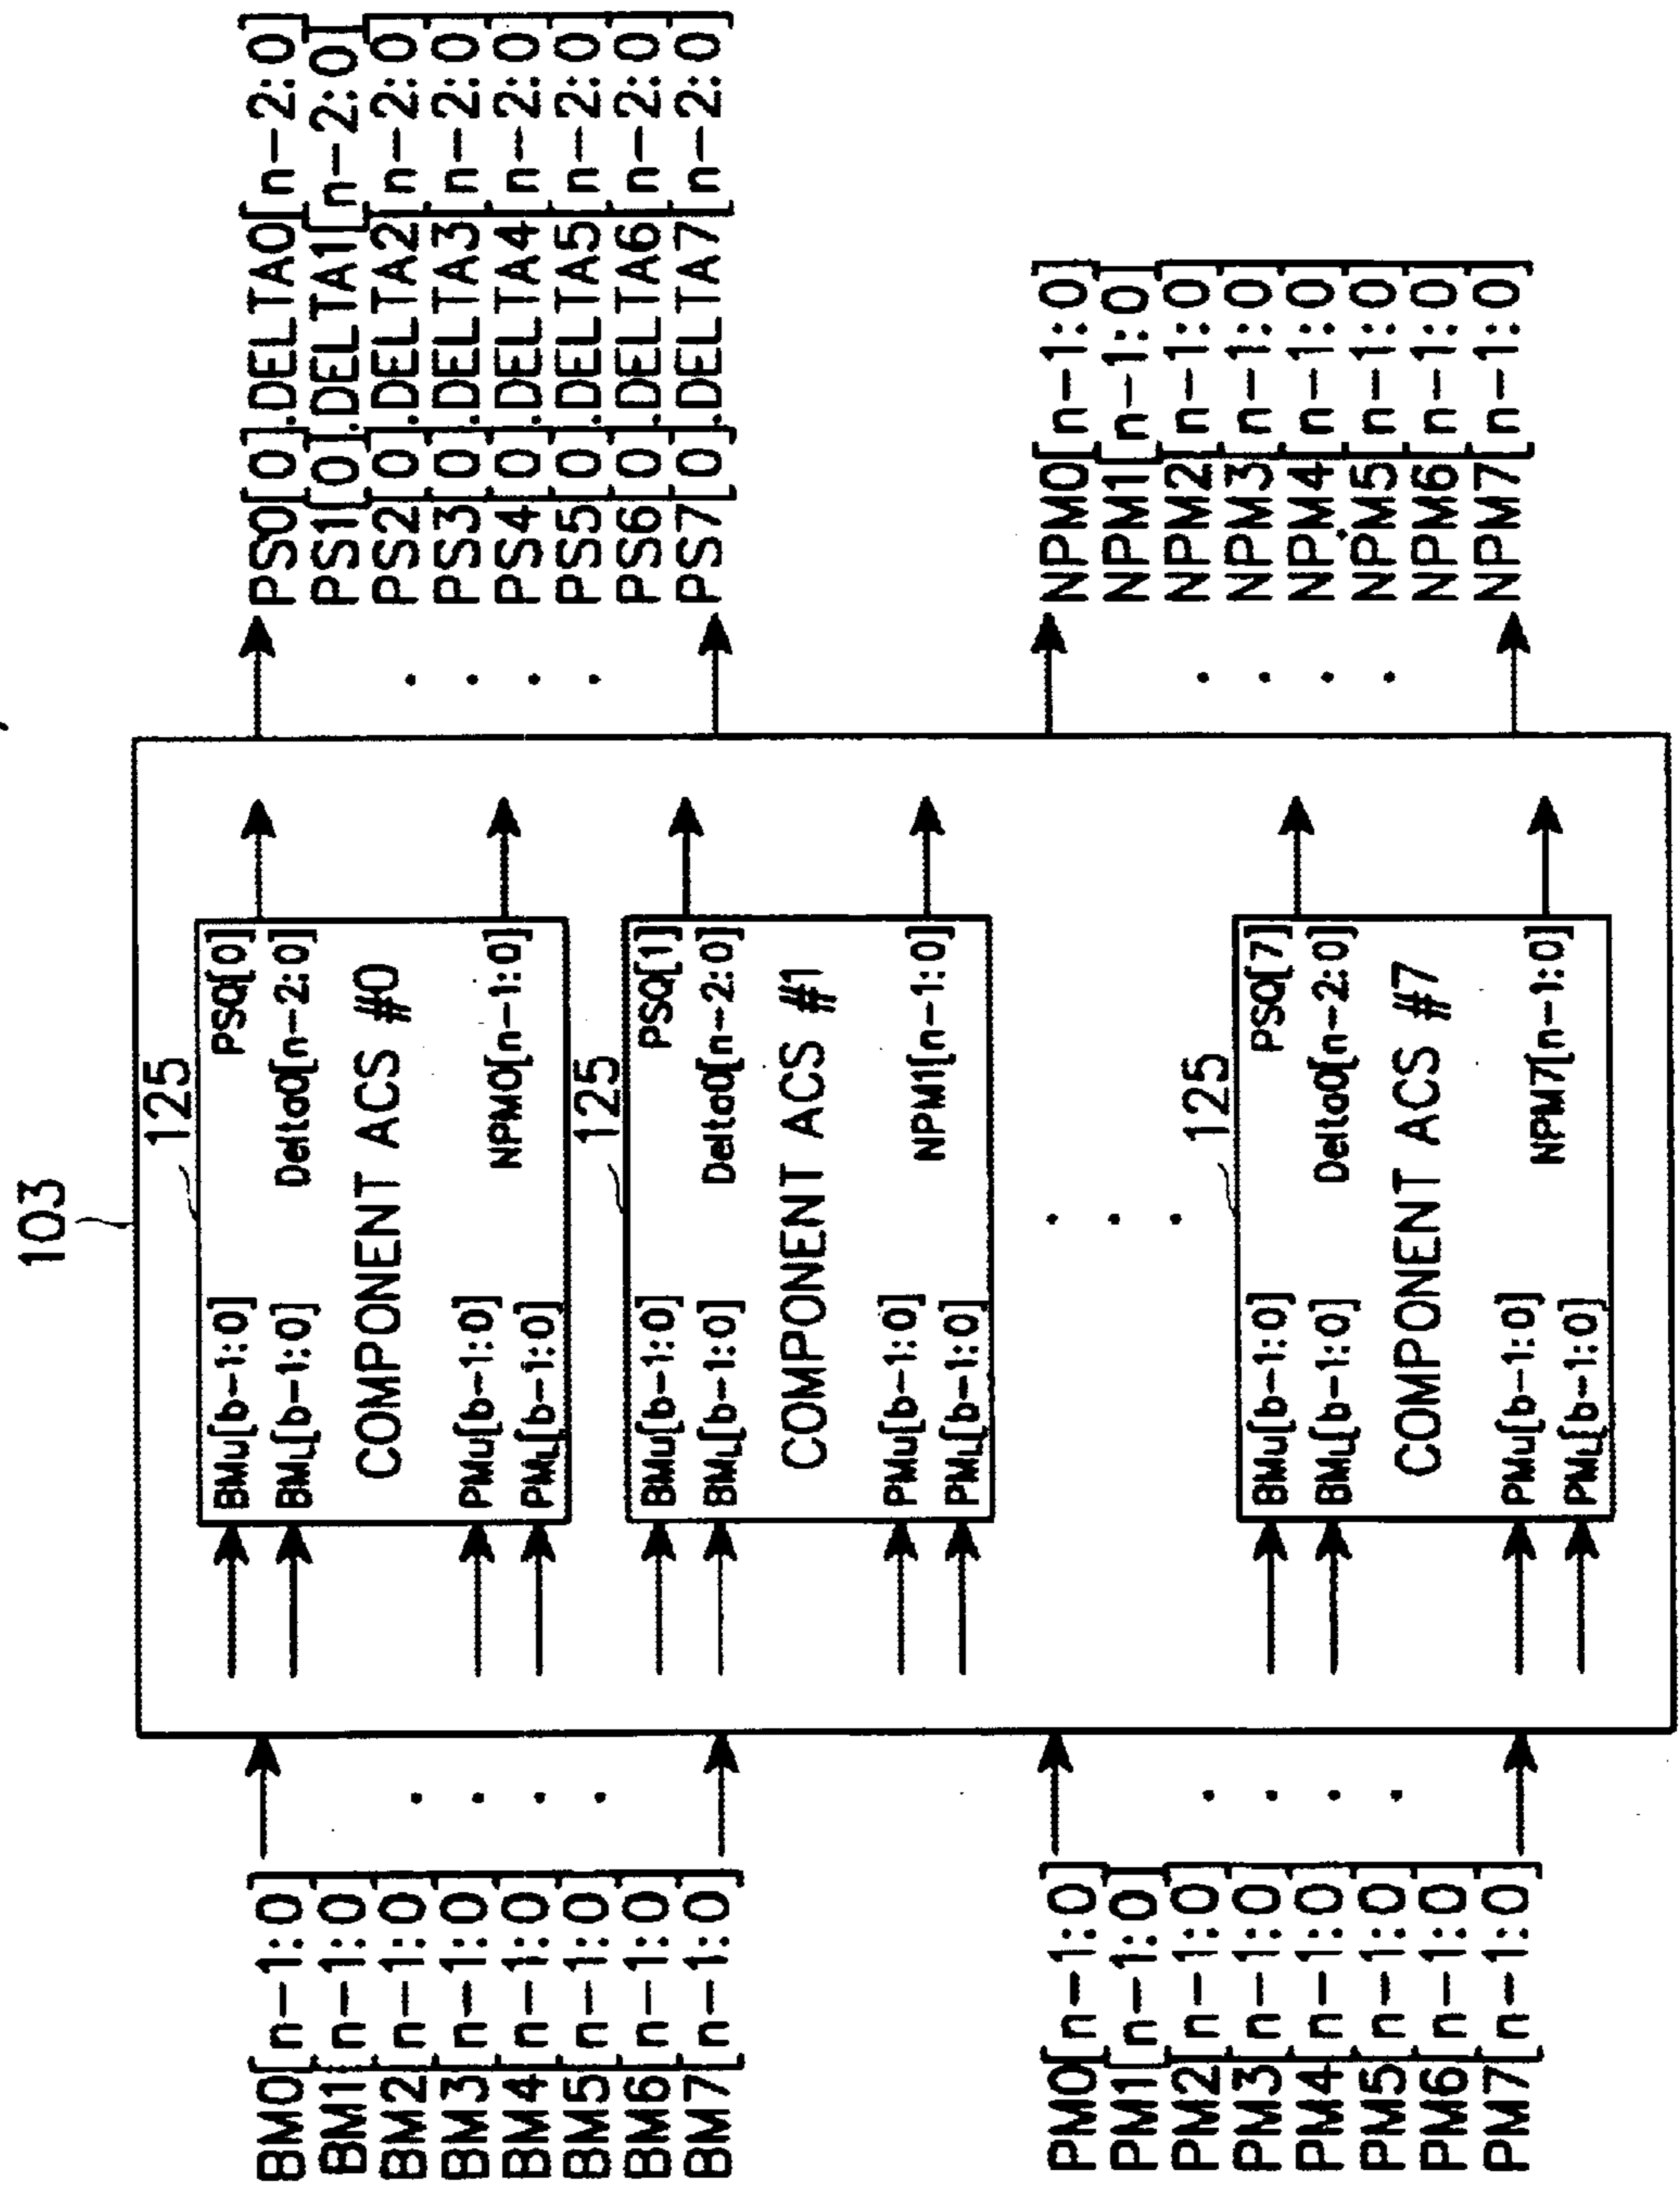 103
BM0[n-1:0]
BM1[n-1:0]
BM2[n-1:0]
BM3[n-1:0]
BM4[n-1:0]
BM5[n-1:0]
BM6[n-1:0]
BM7[n-1:0]
PM0[n-1:0]
PM1[n-1:0]
PM2[n-1:0]
PM3[n-1:0]
PM4[n-1:0]
PM5[n-1:0]
PM6[n-1:0]
PM7[n-1:0]
125
BMU[b-1:0] PSQ[0]
BML[b-1:0] Delta0[n-2:0]
COMPONENT ACS #0
PMU[b-1:0] NPM0[n-1:0]
PML[b-1:0]
125
BMU[b-1:0] PSQ[1]
BML[b-1:0] Delta0[n-2:0]
COMPONENT ACS #1
PMU[b-1:0] NPM1[n-1:0]
PML[b-1:0]
125
BMU[b-1:0] PSQ[7]
BML[b-1:0] Delta0[n-2:0]
COMPONENT ACS #7
PMU[b-1:0] NPM7[n-1:0]
PML[b-1:0]
PS0[0].DELTA0[n-2:0]
PS1[0].DELTA1[n-2:0]
PS2[0].DELTA2[n-2:0]
PS3[0].DELTA3[n-2:0]
PS4[0].DELTA4[n-2:0]
PS5[0].DELTA5[n-2:0]
PS6[0].DELTA6[n-2:0]
PS7[0].DELTA7[n-2:0]
NPM0[n-1:0]
NPM1[n-1:0]
NPM2[n-1:0]
NPM3[n-1:0]
NPM4[n-1:0]
NPM5[n-1:0]
NPM6[n-1:0]
NPM7[n-1:0]